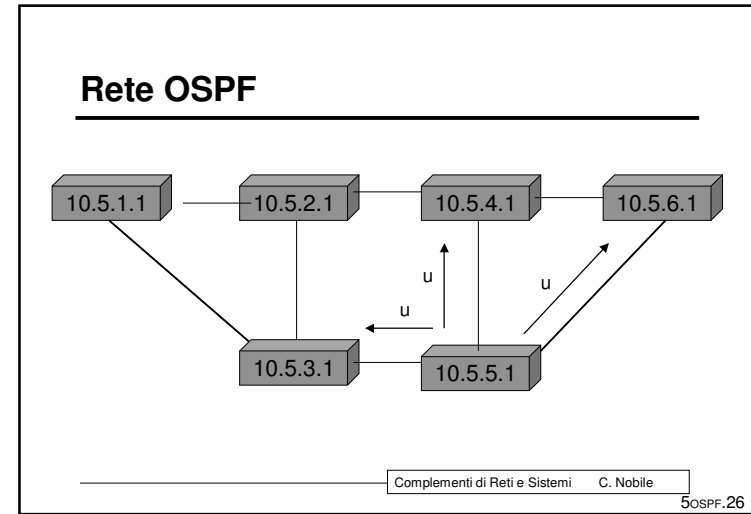 Rete OSPF
10.5.1.1 10.5.2.1 10.5.4.1 10.5.6.1
u u
u
10.5.3.1 10.5.5.1
Complementi di Reti e Sistemi C. Nobile
5OSPF.26